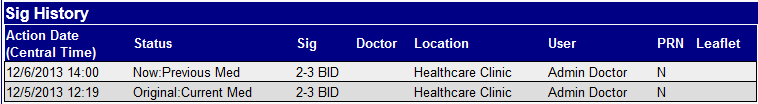 Sig History
Action Date
(Central Time) Status Sig Doctor Location User PRN Leaflet
12/6/2013 14:00 Now:Previous Med 2-3 BID Healthcare Clinic Admin Doctor N
12/5/2013 12:19 Original:Current Med 2-3 BID Healthcare Clinic Admin Doctor N